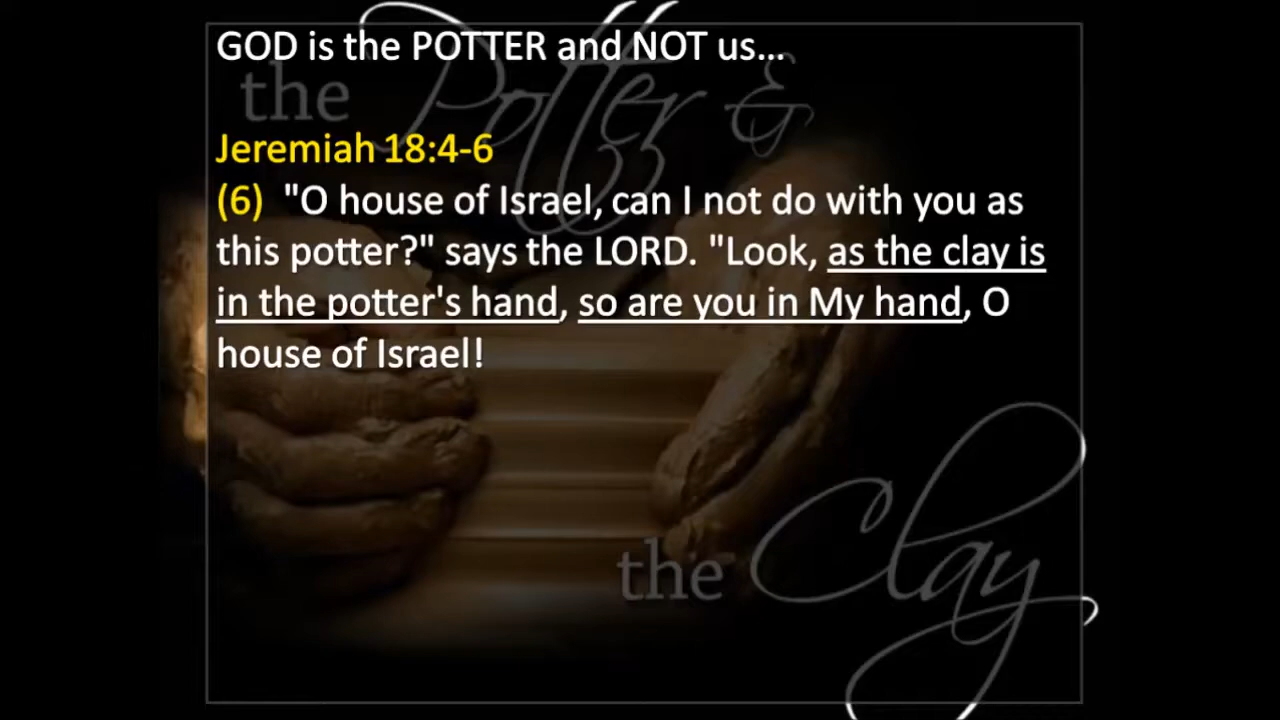 GOD is the POTTER and NOT us...
the Potter &
Jeremiah 18:4-6
(6) "O house of Israel, can I not do with you as
this potter?" says the LORD. "Look, as the clay is
in the potter's hand, so are you in My hand, O
house of Israel!
the Clay